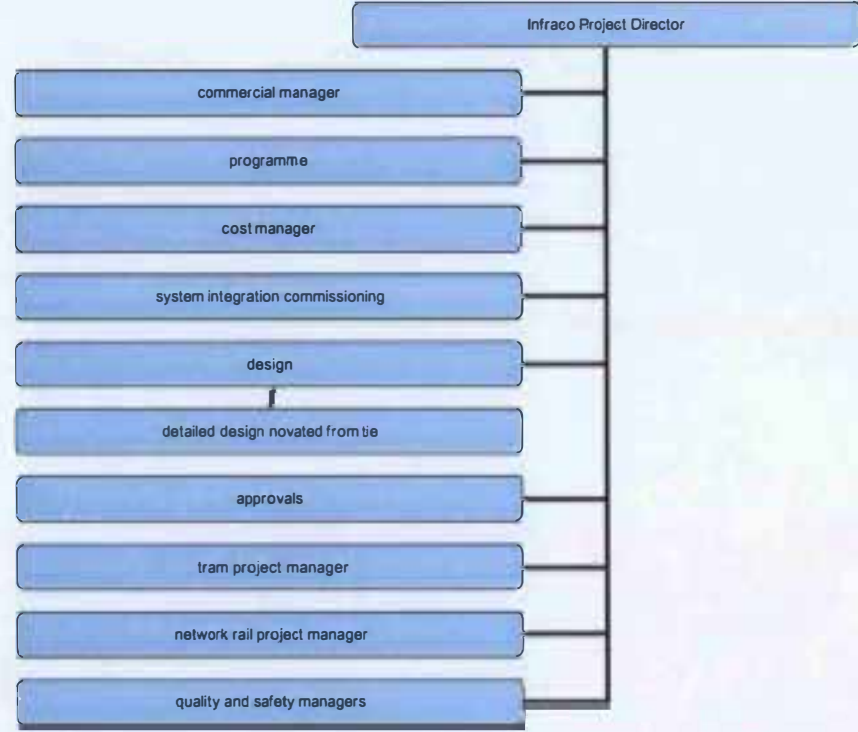 Infraco Project Director
commercial manager
programme
cost manager
system integration commissioning
design
detailed design novated from tie
approvals
tram project manager
network rail project manager
quality and safety managers